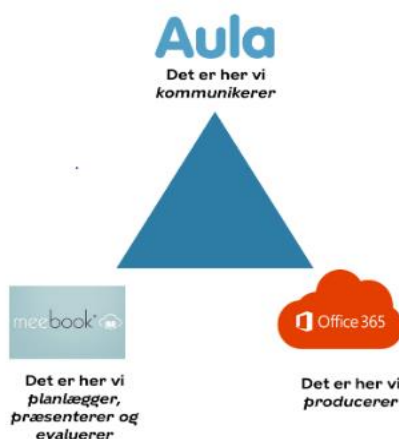 Aula
Det er her vi
kommunikerer
meebook
Office 365
Det er her vi
planlægger,
præsenterer og
evaluerer
Det er her vi
producerer